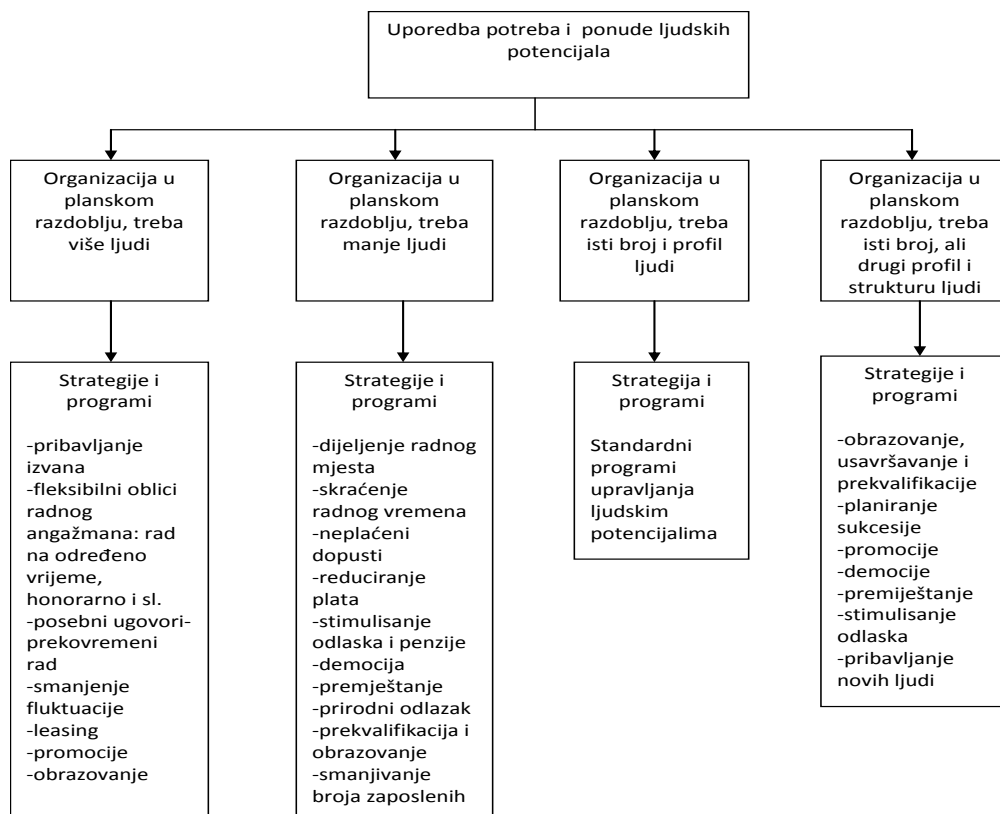 Uporedba potreba i ponude ljudskih
potencijala
Organizacija u
planskom
razdoblju, treba
više ljudi
Organizacija u
planskom
razdoblju, treba
manje ljudi
Organizacija u
planskom
razdoblju, treba
isti broj i profil
ljudi
Organizacija u
planskom
razdoblju, treba
isti broj, ali
drugi profil i
strukturu ljudi
Strategije i
programi
-pribavljanje
izvana
-fleksibilni oblici
radnog
angažmana: rad
na određeno
vrijeme,
honorarno i sl.
-posebni ugovori-
prekovremeni
rad
-smanjenje
fluktuacije
-leasing
-promocije
-obrazovanje
Strategije i
programi
-dijeljenje radnog
mjesta
-skraćenje
radnog vremena
-neplaćeni
dopusti
-reduciranje
plata
-stimulisanje
odlaska i penzije
-democija
-premještanje
-prirodni odlazak
-prekvalifikacija i
obrazovanje
-smanjivanje
broja zaposlenih
Strategija i
programi
Standardni
programi
upravljanja
ljudskim
potencijalima
Strategije i
programi
-obrazovanje,
usavršavanje i
prekvalifikacije
-planiranje
sukcesije
-promocije
-democije
-premiještanje
-stimulisanje
odlaska
-pribavljanje
novih ljudi